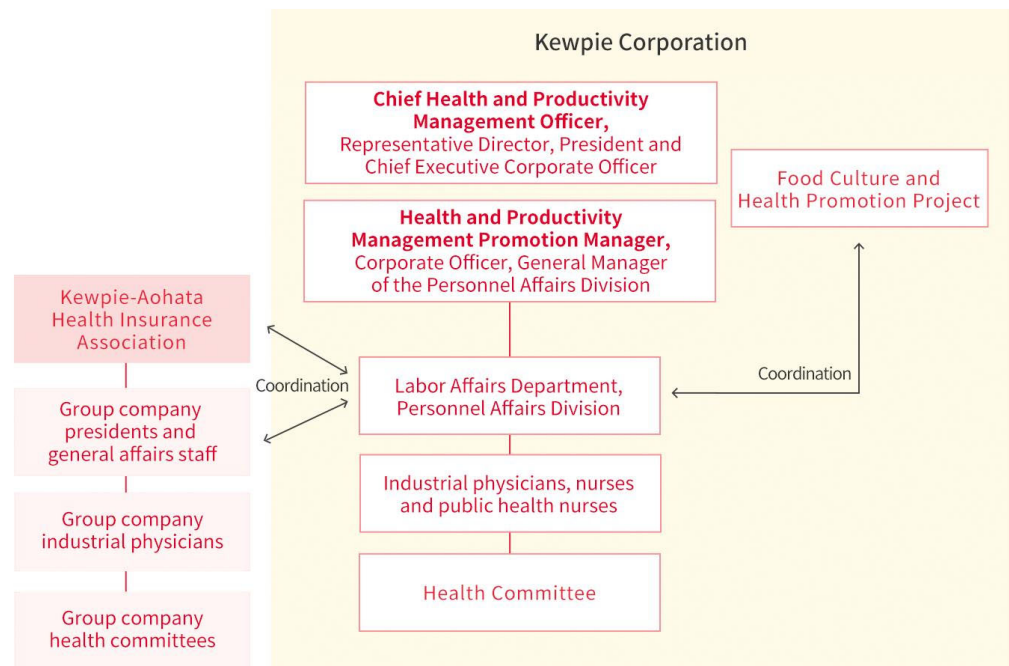 Kewpie Corporation
Chief Health and Productivity
Management Officer,
Representative Director, President and
Chief Executive Corporate Officer
Food Culture and
Health Promotion Project
Health and Productivity
Management Promotion Manager,
Corporate Officer, General Manager
of the Personnel Affairs Division
Kewpie-Aohata
Health Insurance
Association
Coordination
Labor Affairs Department,
Personnel Affairs Division
Coordination
Group company
presidents and
general affairs staff
Industrial physicians, nurses
and public health nurses
Group company
industrial physicians
Health Committee
Group company
health committees